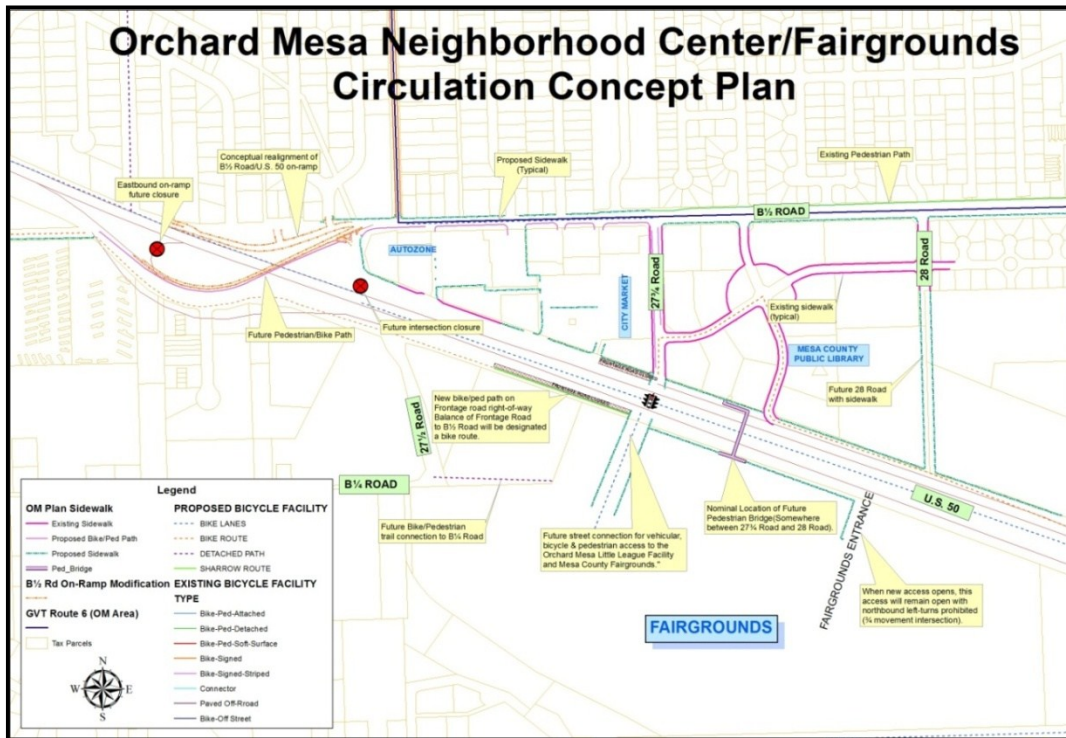 Orchard Mesa Neighborhood Center/Fairgrounds
Circulation Concept Plan
Conceptual realignment of
B½ Road/U.S. 50 on-ramp
Proposed Sidewalk
(Typical)
Existing Pedestrian Path
Eastbound on-ramp
future closure
B½ ROAD
AUTOZONE
27¾ Road
28 Road
CITY MARKET
Existing sidewalk
(typical)
Future Pedestrian/Bike Path
Future intersection closure
MESA COUNTY
PUBLIC LIBRARY
Future 28 Road
with sidewalk
New bike/ped path on
Frontage road right-of-way
Balance of Frontage Road
to B½ Road will be designated
a bike route.
27½ Road
B¼ ROAD
U.S. 50
Future Bike/Pedestrian
trail connection to B¼ Road
Future street connection for vehicular,
bicycle & pedestrian access to the
Orchard Mesa Little League Facility
and Mesa County Fairgrounds."
Nominal Location of Future
Pedestrian Bridge(Somewhere
between 27¾ Road and 28 Road).
FAIRGROUNDS ENTRANCE
When new access opens, this
access will remain open with
northbound left-turns prohibited
(¾ movement intersection).
FAIRGROUNDS
Legend
OM Plan Sidewalk
Existing Sidewalk
Proposed Bike/Ped Path
Proposed Sidewalk
Ped_Bridge
B½ Rd On-Ramp Modification
GVT Route 6 (OM Area)
Tax Parcels
N
W
E
S
PROPOSED BICYCLE FACILITY
BIKE LANES
BIKE ROUTE
DETACHED PATH
SHARROW ROUTE
EXISTING BICYCLE FACILITY
TYPE
Bike-Ped-Attached
Bike-Ped-Detached
Bike-Ped-Soft-Surface
Bike-Signed
Bike-Signed-Striped
Connector
Paved Off-Rroad
Bike-Off Street